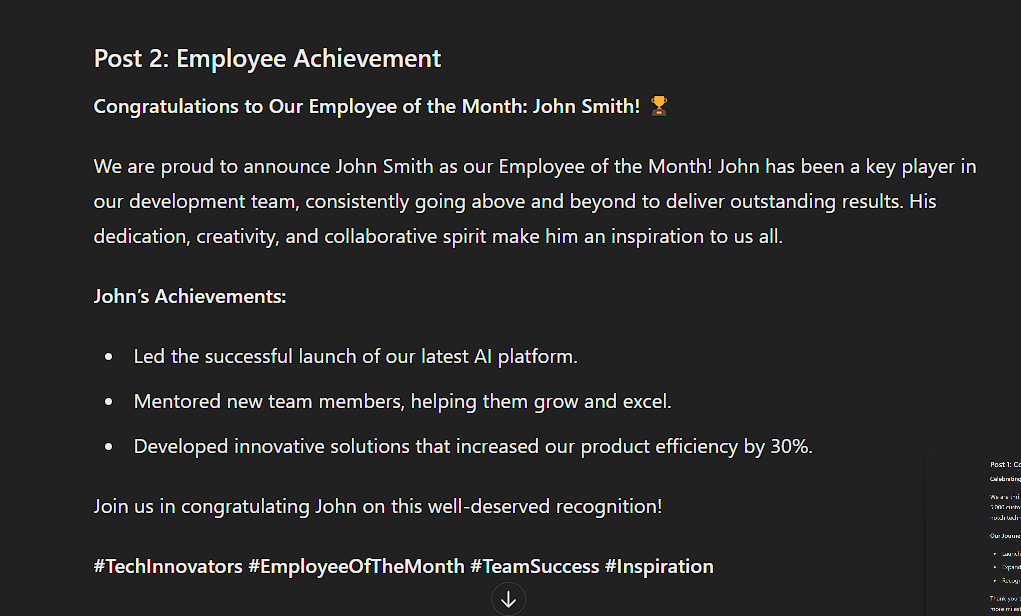 Post 2: Employee Achievement
Congratulations to Our Employee of the Month: John Smith! 🏆
We are proud to announce John Smith as our Employee of the Month! John has been a key player in
our development team, consistently going above and beyond to deliver outstanding results. His
dedication, creativity, and collaborative spirit make him an inspiration to us all.
John’s Achievements:
• Led the successful launch of our latest AI platform.
• Mentored new team members, helping them grow and excel.
• Developed innovative solutions that increased our product efficiency by 30%.
Join us in congratulating John on this well-deserved recognition!
#TechInnovators #EmployeeOfTheMonth #TeamSuccess #Inspiration
Post 1:
Celebrating
We are
Our
Thank